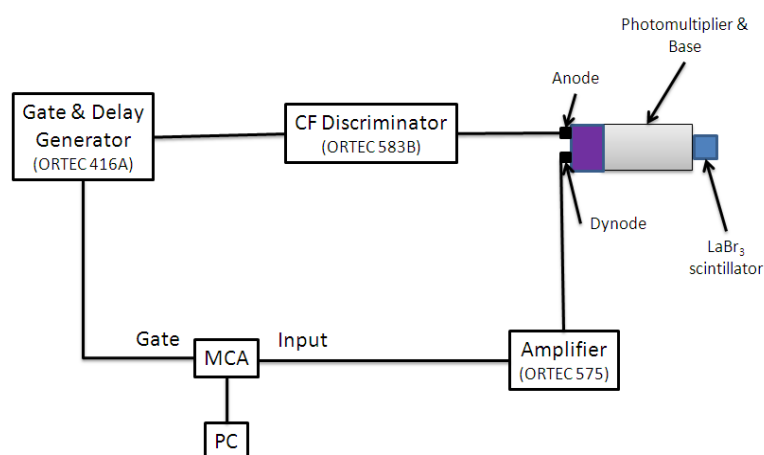 Photomultiplier &
Base
Anode
Gate & Delay
Generator
(ORTEC 416A)
CF Discriminator
(ORTEC 583B)
Dynode
LaBr₃
scintillator
Gate
MCA
Input
Amplifier
(ORTEC 575)
PC